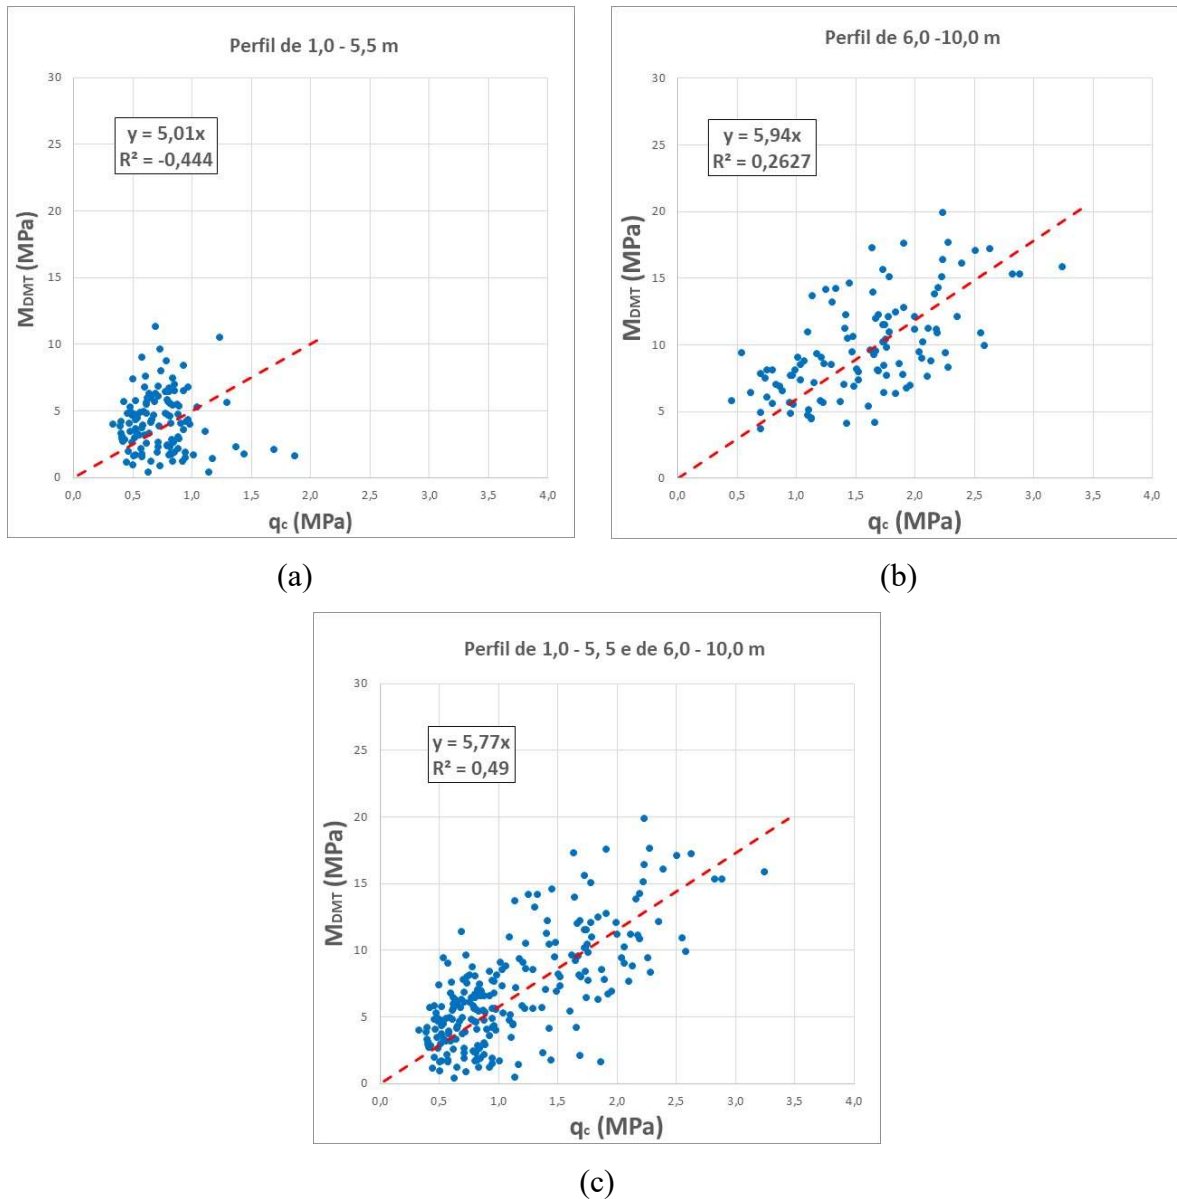 Perfil de 1,0 - 5,5 m
30
25
20
15
10
5
0
y = 5,01x
R² = -0,444
MDMT (MPa)
0,0 0,5 1,0 1,5 2,0 2,5 3,0 3,5 4,0
qc (MPa)
(a)
Perfil de 6,0 -10,0 m
30
25
20
15
10
5
0
y = 5,94x
R² = 0,2627
MDMT (MPa)
0,0 0,5 1,0 1,5 2,0 2,5 3,0 3,5 4,0
qc (MPa)
(b)
Perfil de 1,0 - 5, 5 e de 6,0 - 10,0 m
30
25
20
15
10
5
0
y = 5,77x
R² = 0,49
MDMT (MPa)
0,0 0,5 1,0 1,5 2,0 2,5 3,0 3,5 4,0
qc (MPa)
(c)